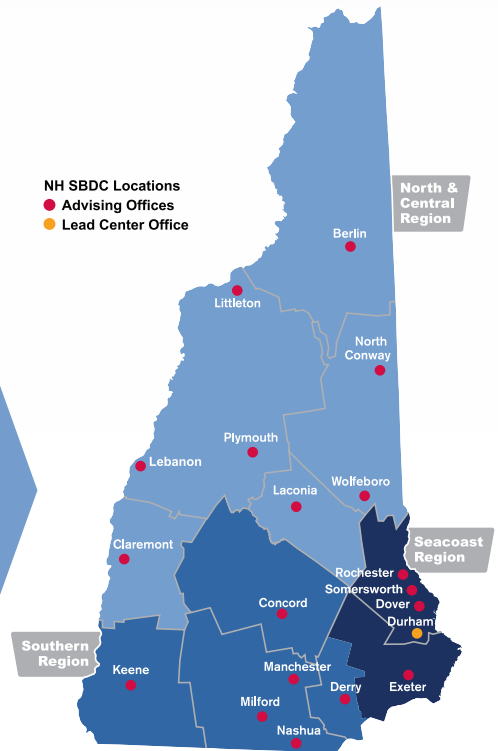 NH SBDC Locations
Advising Offices
Lead Center Office
North &
Central
Region
Berlin
Littleton
North
Conway
Plymouth
Lebanon
Laconia
Wolfeboro
Claremont
Seacoast
Region
Rochester
Somersworth
Dover
Durham
Concord
Southern
Region
Keene
Manchester
Milford
Derry
Exeter
Nashua